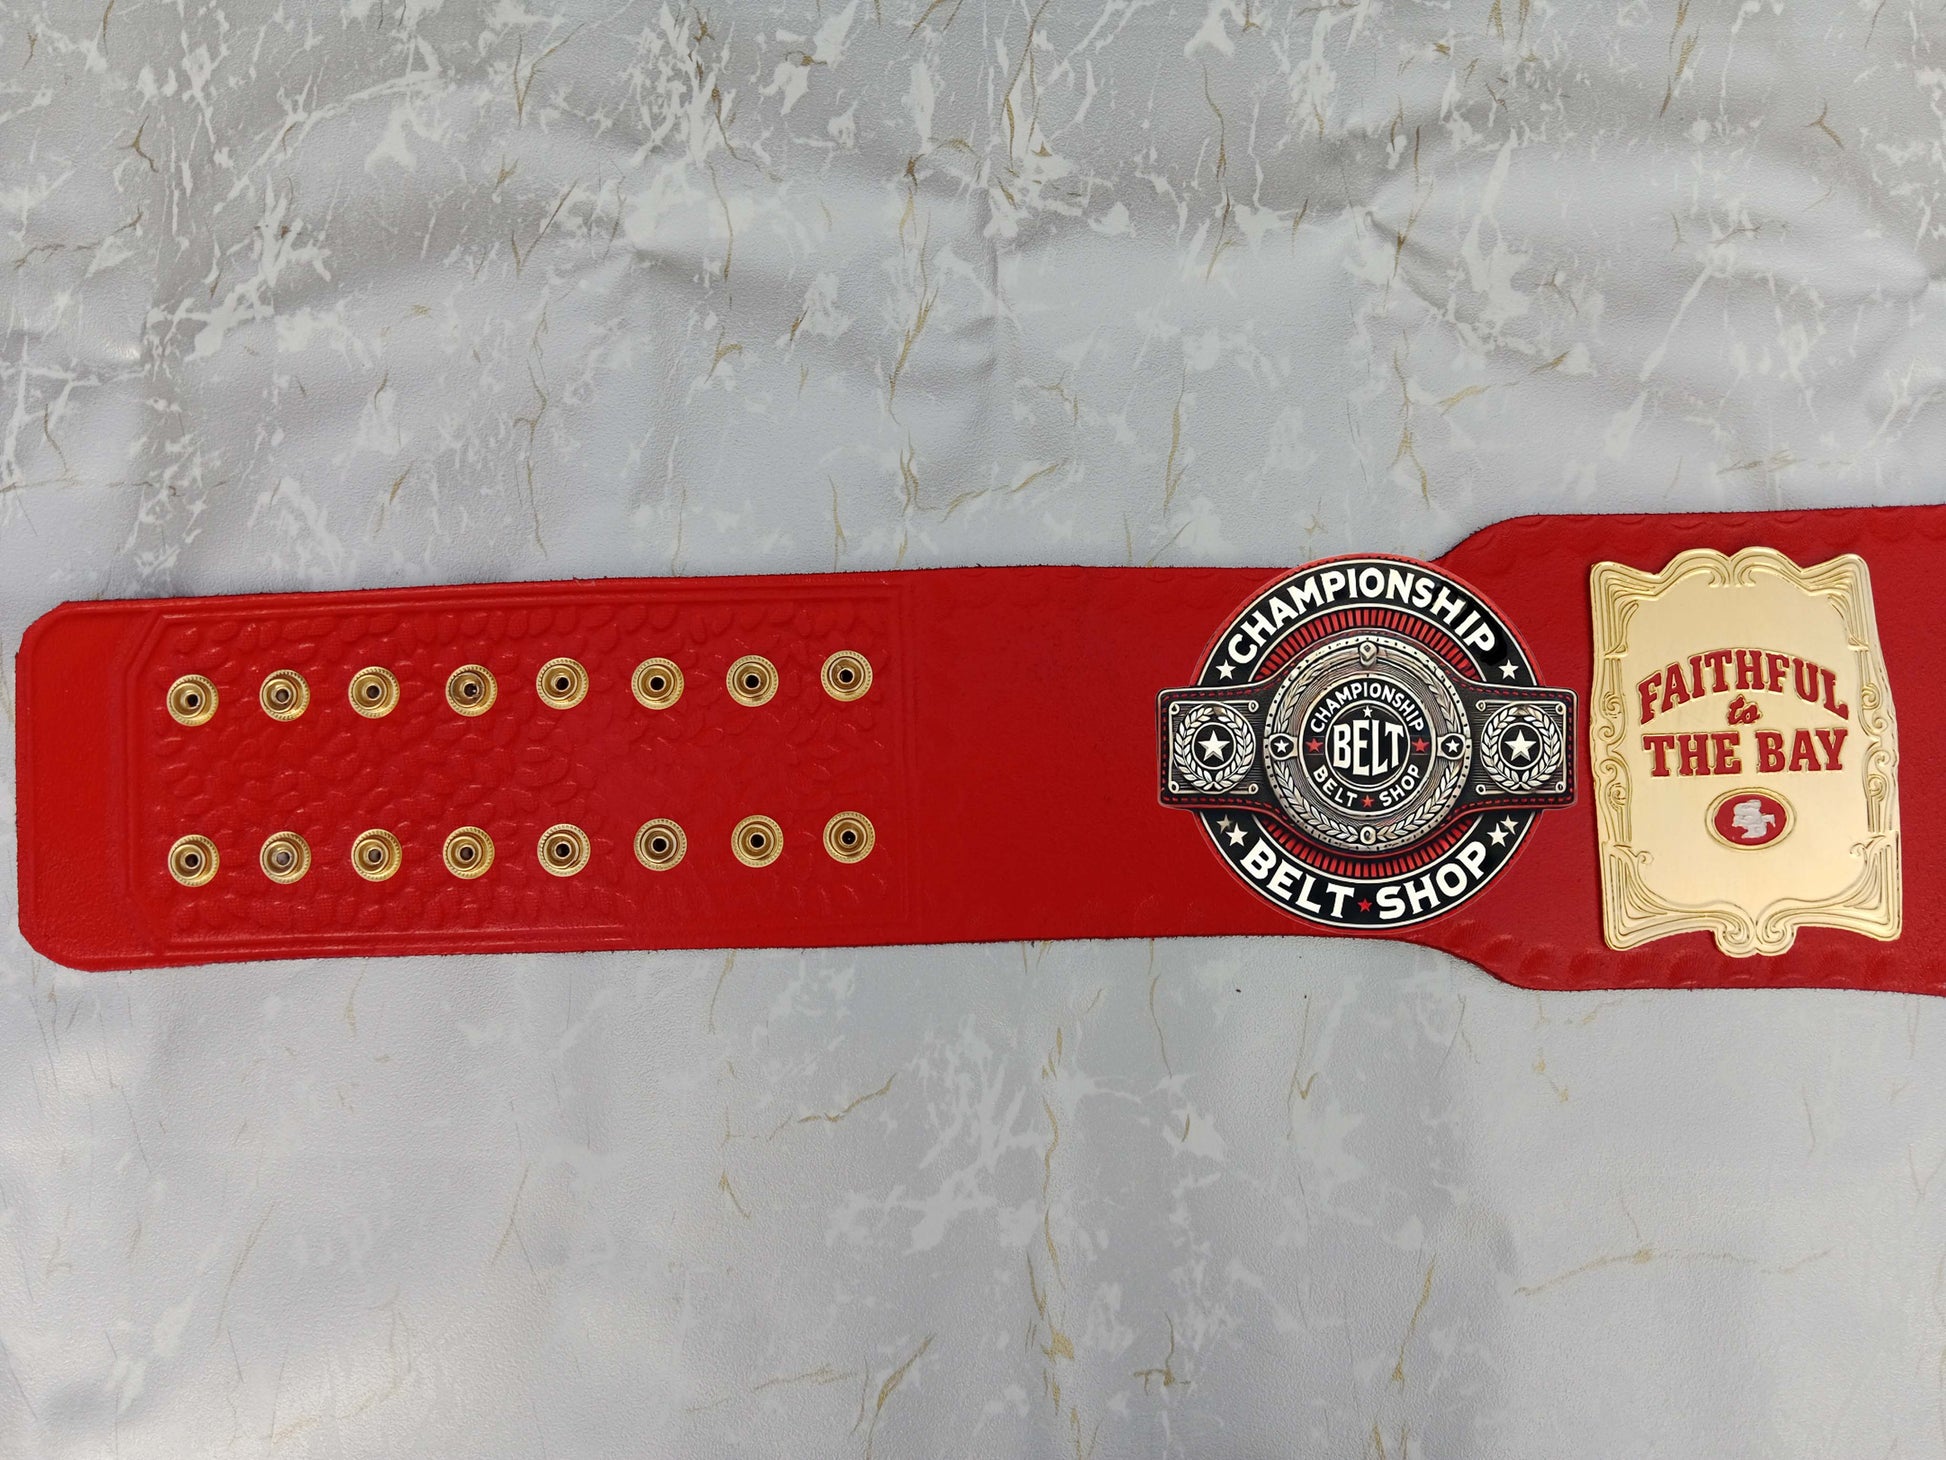 CHAMPIONSHIP
CHAMPIONSHIP
BELT
BELT SHOP
BELT SHOP
FAITHFUL
to
THE BAY